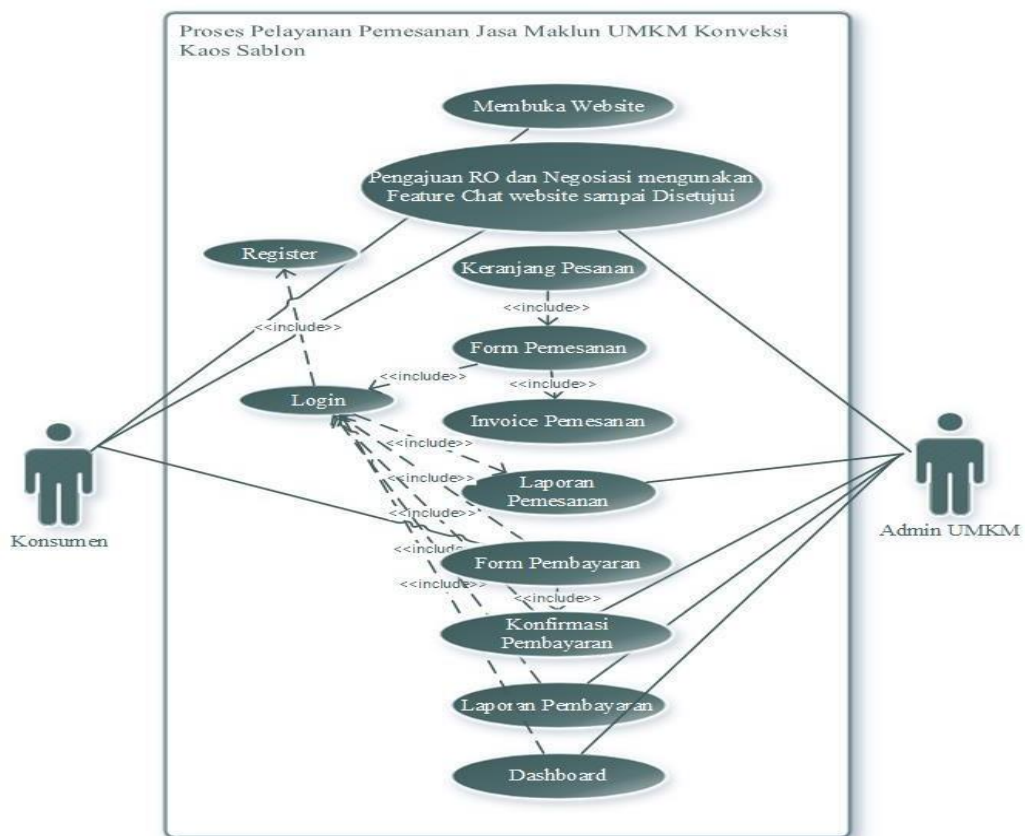 Proses Pelayanan Pemesanan Jasa Maklun UMKM Konveksi
Kaos Sablon
Membuka Website
Pengajuan RO dan Negosiasi mengunakan
Feature Chat website sampai Disetujui
Register
Keranjang Pesanan
<<include>>
<<include>>
Form Pemesanan
<<include>>
<<include>>
Login
Invoice Pemesanan
<<include>>
Laporan
Pemesanan
<<include>>
<<include>>
Konsumen
Admin UMKM
<<include>>
Form Pembayaran
<<include>>
<<include>>
Konfirmasi
Pembayaran
Laporan Pembayaran
Dashboard